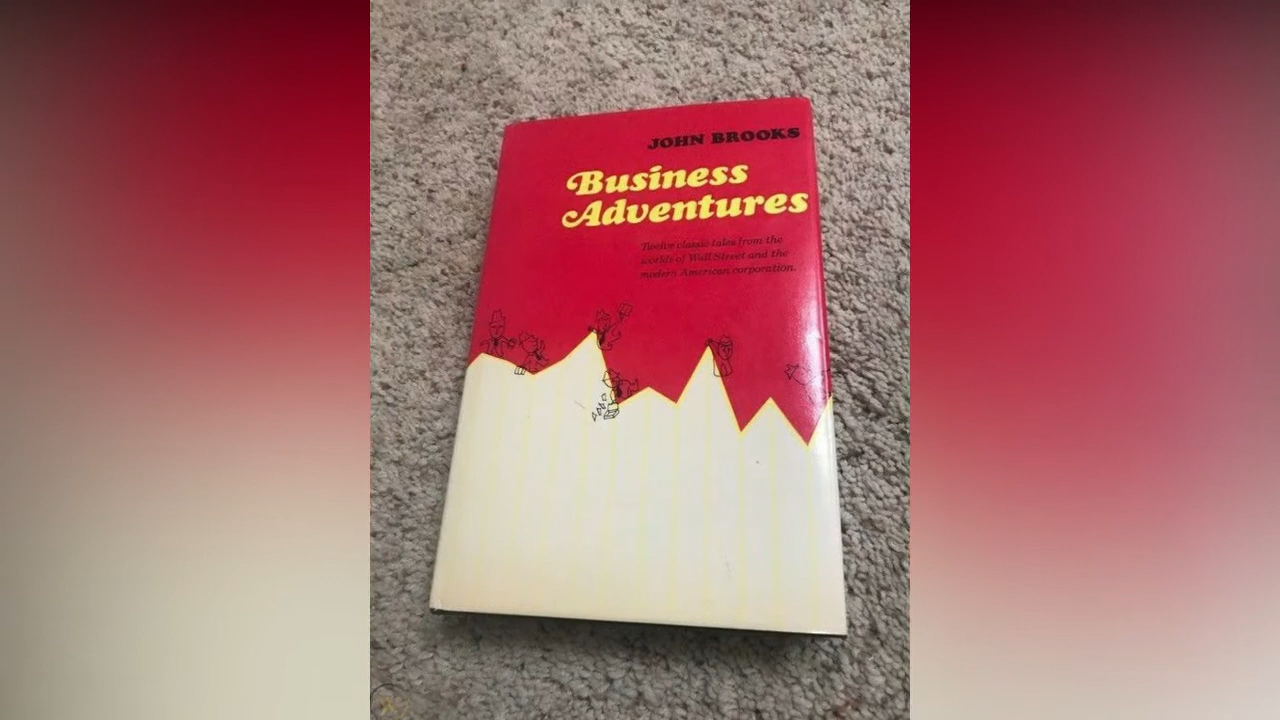 JOHN BROOKS
Business
Adventures
Twelve classic tales from the
worlds of Wall Street and the
modern American corporation.